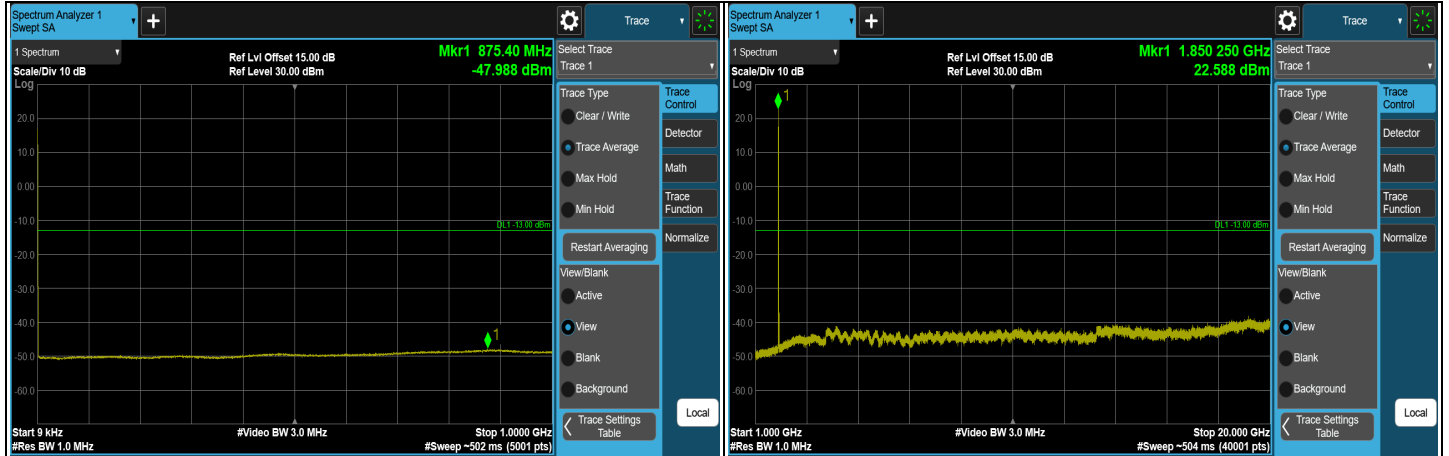 Spectrum Analyzer 1
Swept SA
+
Trace
1 Spectrum
Ref Lvl Offset 15.00 dB
Mkr1 875.40 MHz
Scale/Div 10 dB
Ref Level 30.00 dBm
-47.988 dBm
Log
20.0
10.0
0.00
-10.0
-20.0
-30.0
-40.0
-50.0
-60.0
DL1 -13.00 dBm
1
Start 9 kHz
#Video BW 3.0 MHz
Stop 1.0000 GHz
#Res BW 1.0 MHz
#Sweep ~502 ms (5001 pts)
Select Trace
Trace 1
Trace Type
Clear / Write
Trace Average
Max Hold
Min Hold
Restart Averaging
View/Blank
Active
View
Blank
Background
Trace Settings
Table
Trace
Control
Detector
Math
Trace
Function
Normalize
Local
Spectrum Analyzer 1
Swept SA
+
Trace
1 Spectrum
Ref Lvl Offset 15.00 dB
Mkr1 1.850 250 GHz
Scale/Div 10 dB
Ref Level 30.00 dBm
22.588 dBm
Log
1
20.0
10.0
0.00
-10.0
-20.0
-30.0
-40.0
-50.0
-60.0
DL1 -13.00 dBm
Start 1.000 GHz
#Video BW 3.0 MHz
Stop 20.000 GHz
#Res BW 1.0 MHz
#Sweep ~504 ms (40001 pts)
Select Trace
Trace 1
Trace Type
Clear / Write
Trace Average
Max Hold
Min Hold
Restart Averaging
View/Blank
Active
View
Blank
Background
Trace Settings
Table
Trace
Control
Detector
Math
Trace
Function
Normalize
Local